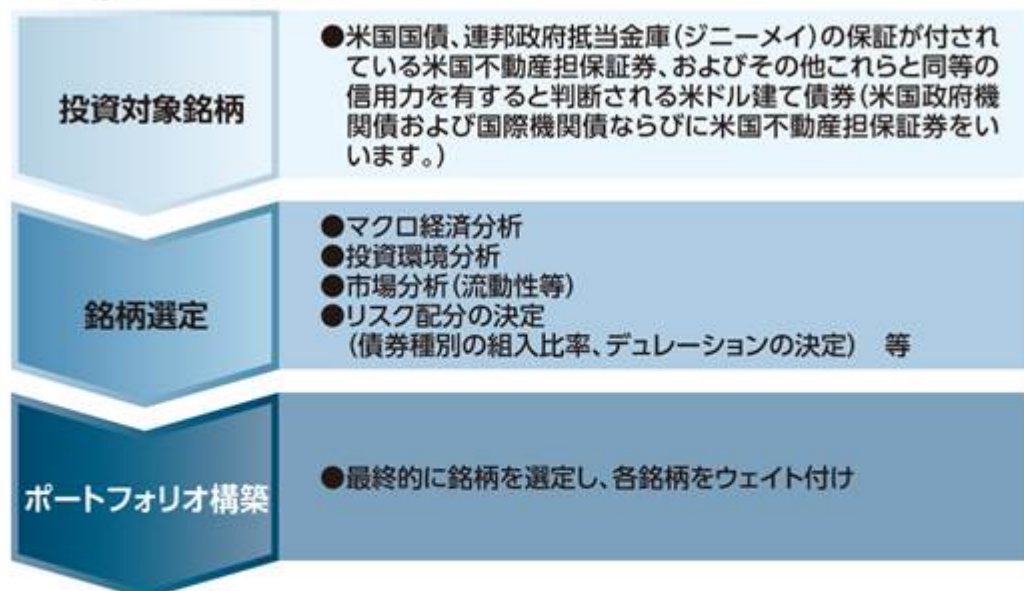 投資対象銘柄
●米国国債、連邦政府抵当金庫(ジニーメイ)の保証が付され
ている米国不動産担保証券、およびその他これらと同等の
信用力を有すると判断される米ドル建て債券(米国政府機
関債および国際機関債ならびに米国不動産担保証券をい
います。)
銘柄選定
●マクロ経済分析
●投資環境分析
●市場分析(流動性等)
●リスク配分の決定
(債券種別の組入比率、デュレーションの決定) 等
ポートフォリオ構築
●最終的に銘柄を選定し、各銘柄をウェイト付け